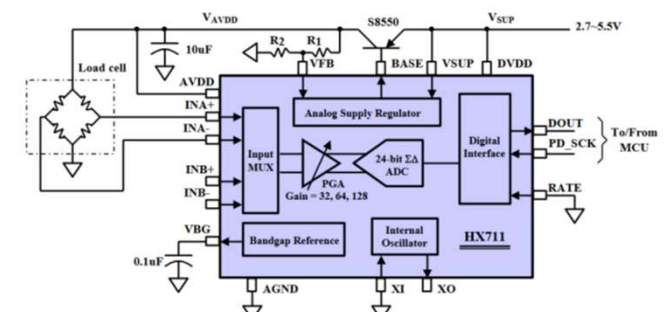 V_AVDD
S8550
V_SUP
2.7~5.5V
10uF
R2
R1
Load cell
VFB
BASE
VSUP
DVDD
AVDD
INA+
INA-
INB+
INB-
VBG
0.1uF
Analog Supply Regulator
Input
MUX
PGA
Gain = 32, 64, 128
24-bit ΣΔ
ADC
Digital
Interface
DOUT
PD_SCK
RATE
To/From
MCU
Bandgap Reference
Internal
Oscillator
HX711
AGND
XI
XO